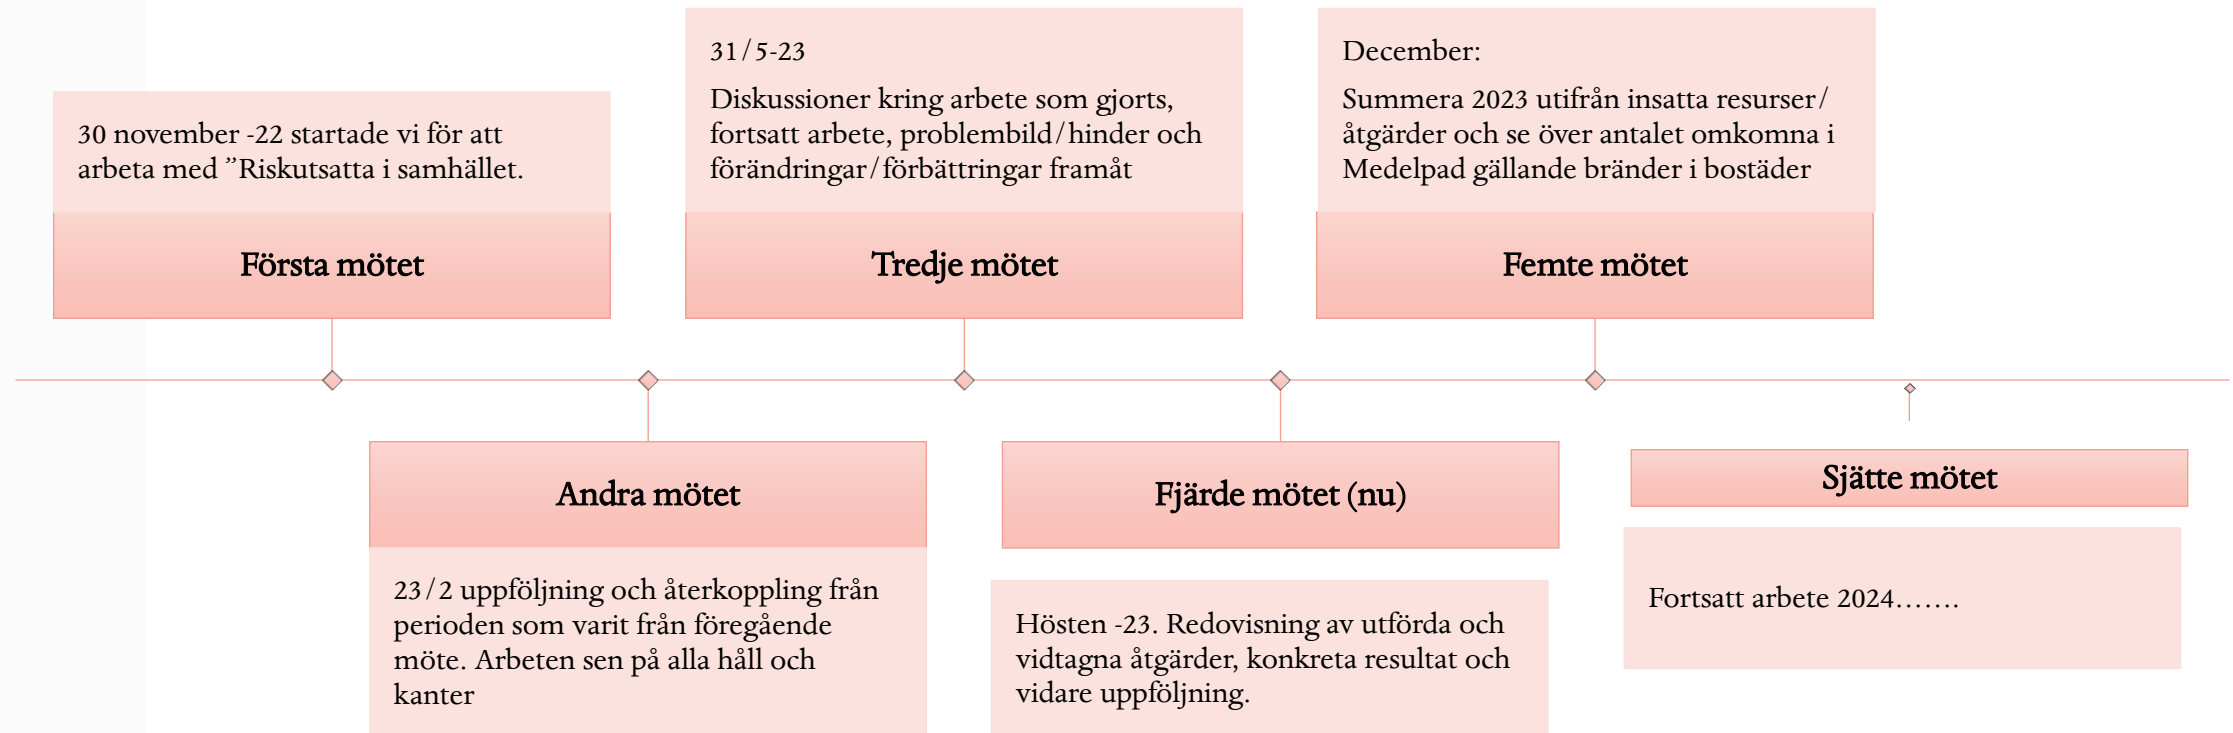 30 november -22 startade vi för att
arbeta med ”Riskutsatta i samhället.
Första mötet
23/2 uppföljning och återkoppling från
perioden som varit från föregående
möte. Arbeten sen på alla håll och
kanter
Andra mötet
31/5-23
Diskussioner kring arbete som gjorts,
fortsatt arbete, problembild/hinder och
förändringar/förbättringar framåt
Tredje mötet
Fjärde mötet (nu)
Hösten -23. Redovisning av utförda och
vidtagna åtgärder, konkreta resultat och
vidare uppföljning.
December:
Summera 2023 utifrån insatta resurser/
åtgärder och se över antalet omkomna i
Medelpad gällande bränder i bostäder
Femte mötet
Sjätte mötet
Fortsatt arbete 2024…….